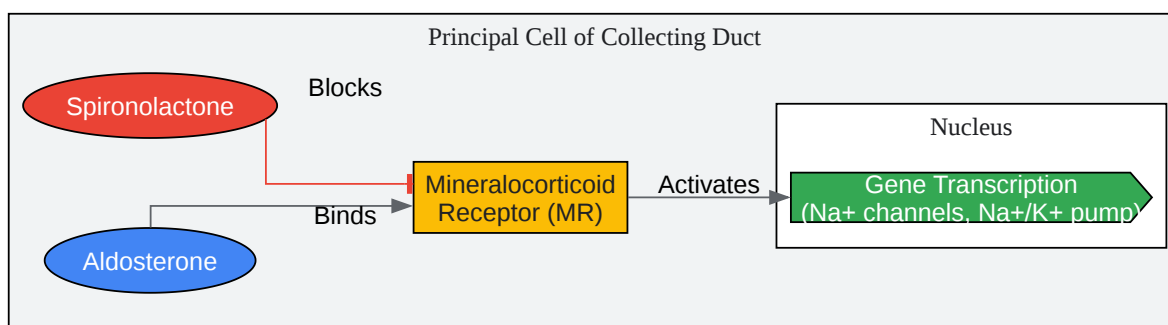 Principal Cell of Collecting Duct
Blocks
Spironolactone
Nucleus
Mineralocorticoid
Receptor (MR)
Activates
Gene Transcription
(Na+ channels, Na+/K+ pump)
Binds
Aldosterone